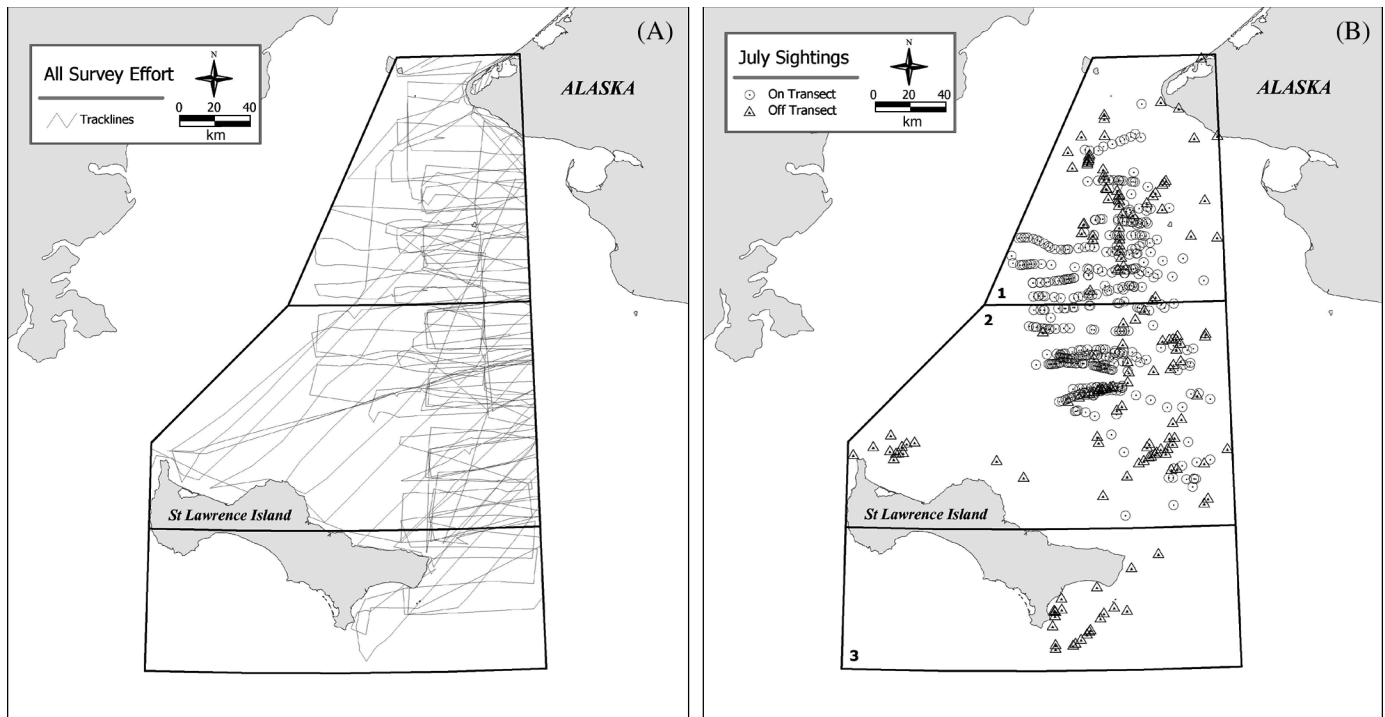 (A)
All Survey Effort
N
0 20 40
km
Tracklines
ALASKA
St Lawrence Island
(B)
July Sightings
N
On Transect
Off Transect
0 20 40
km
ALASKA
1
2
St Lawrence Island
3